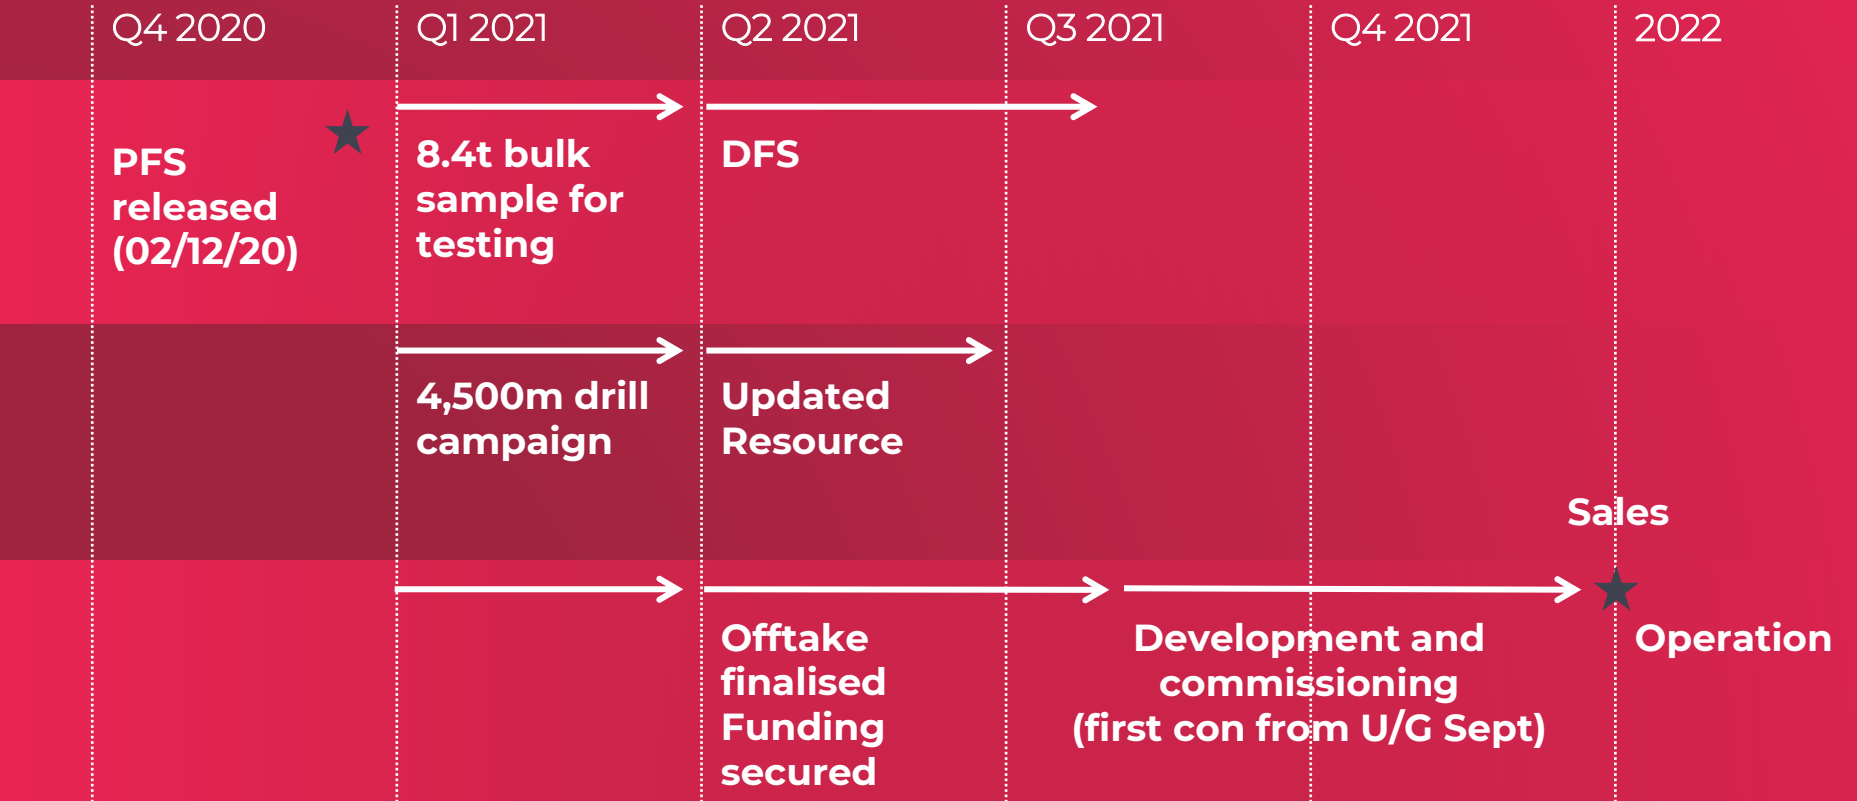 Q4 2020
Q1 2021
Q2 2021
Q3 2021
Q4 2021
2022
PFS
released
(02/12/20)
8.4t bulk
sample for
testing
DFS
4,500m drill
campaign
Updated
Resource
Sales
Offtake
finalised
Funding
secured
Development and
commissioning
(first con from U/G Sept)
Operation